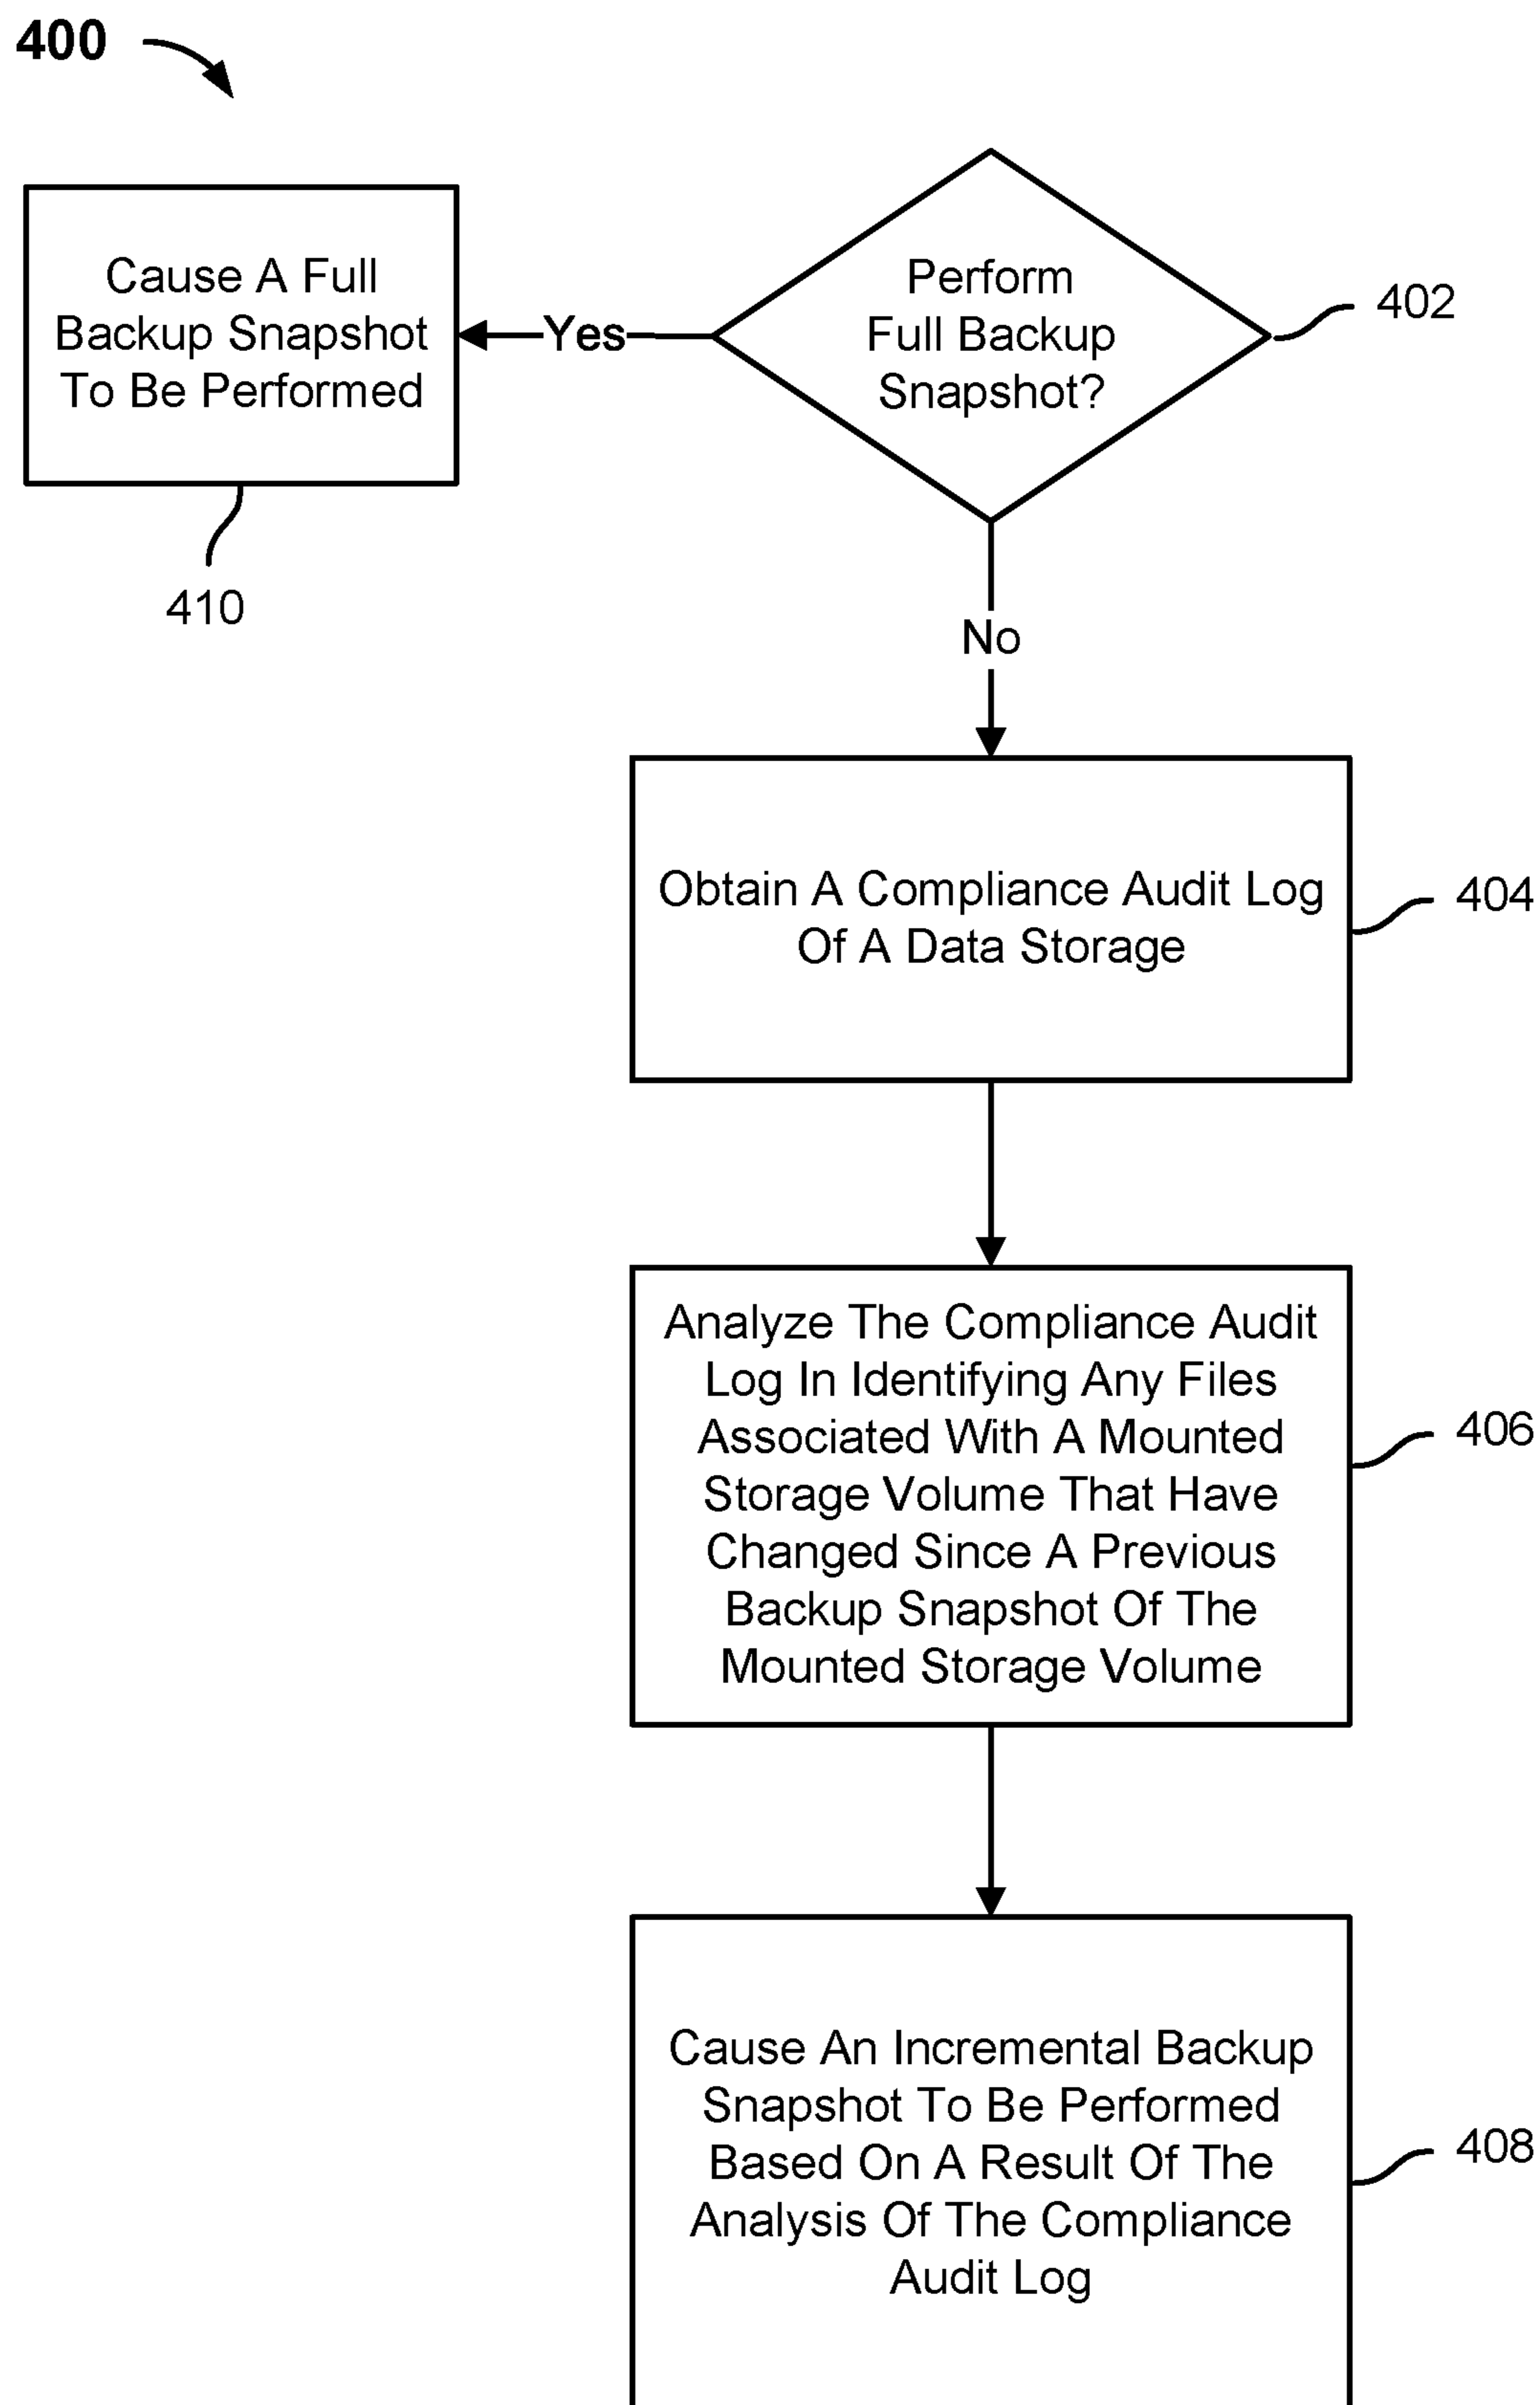 400
Perform
Full Backup
Snapshot?
402
Yes
Cause A Full
Backup Snapshot
To Be Performed
410
No
Obtain A Compliance Audit Log
Of A Data Storage
404
Analyze The Compliance Audit
Log In Identifying Any Files
Associated With A Mounted
Storage Volume That Have
Changed Since A Previous
Backup Snapshot Of The
Mounted Storage Volume
406
Cause An Incremental Backup
Snapshot To Be Performed
Based On A Result Of The
Analysis Of The Compliance
Audit Log
408